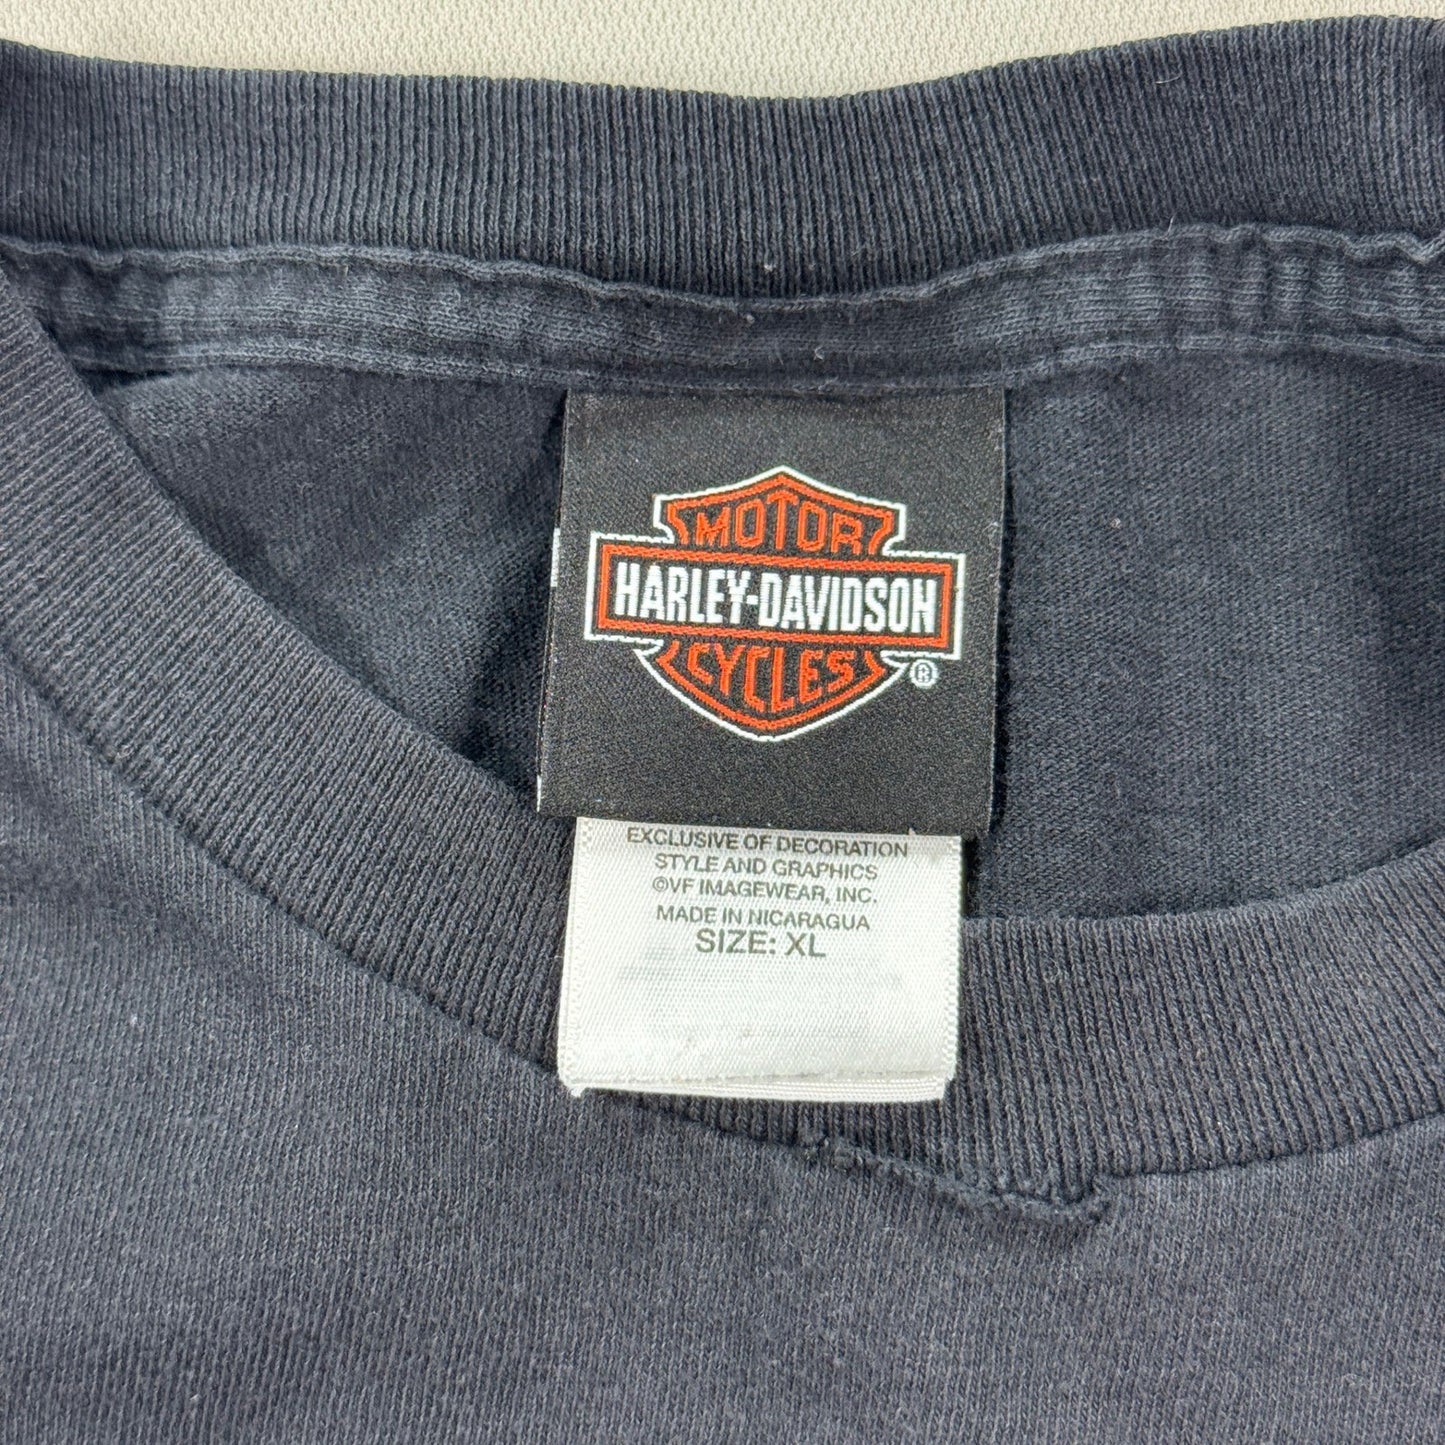 MOTOR
HARLEY-DAVIDSON
CYCLES
®
EXCLUSIVE OF DECORATION
STYLE AND GRAPHICS
©VF IMAGEWEAR, INC.
MADE IN NICARAGUA
SIZE: XL